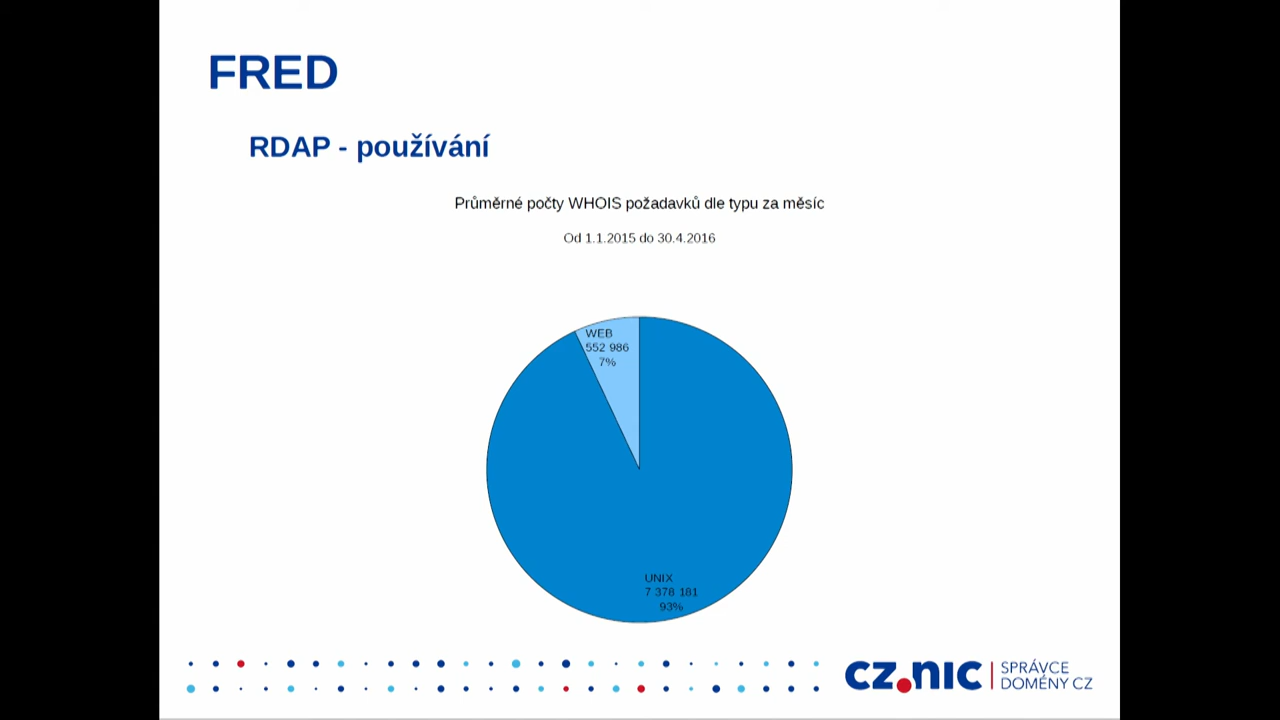 FRED
RDAP - používání
Průměrné počty WHOIS požadavků dle typu za měsíc
Od 1.1.2015 do 30.4.2016
WEB
552 986
7%
UNIX
7 378 181
93%
CZ.NIC
SPRÁVCE
DOMÉNY CZ